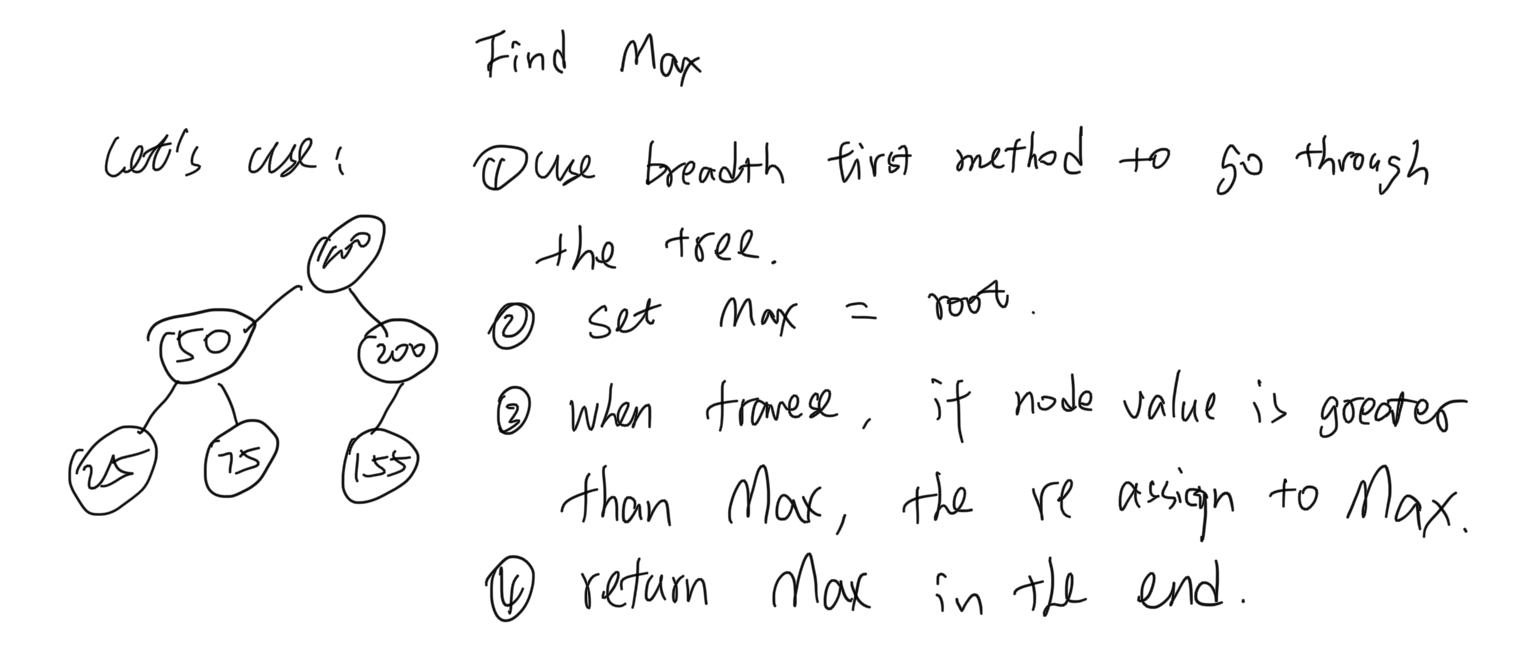 Find Max
Let's use:
① use breadth first method to go through
the tree.
② set Max = root.
③ when travese, if node value is greater
than Max, the re assign to Max.
④ return Max in the end.
100
50 200
25 75 155